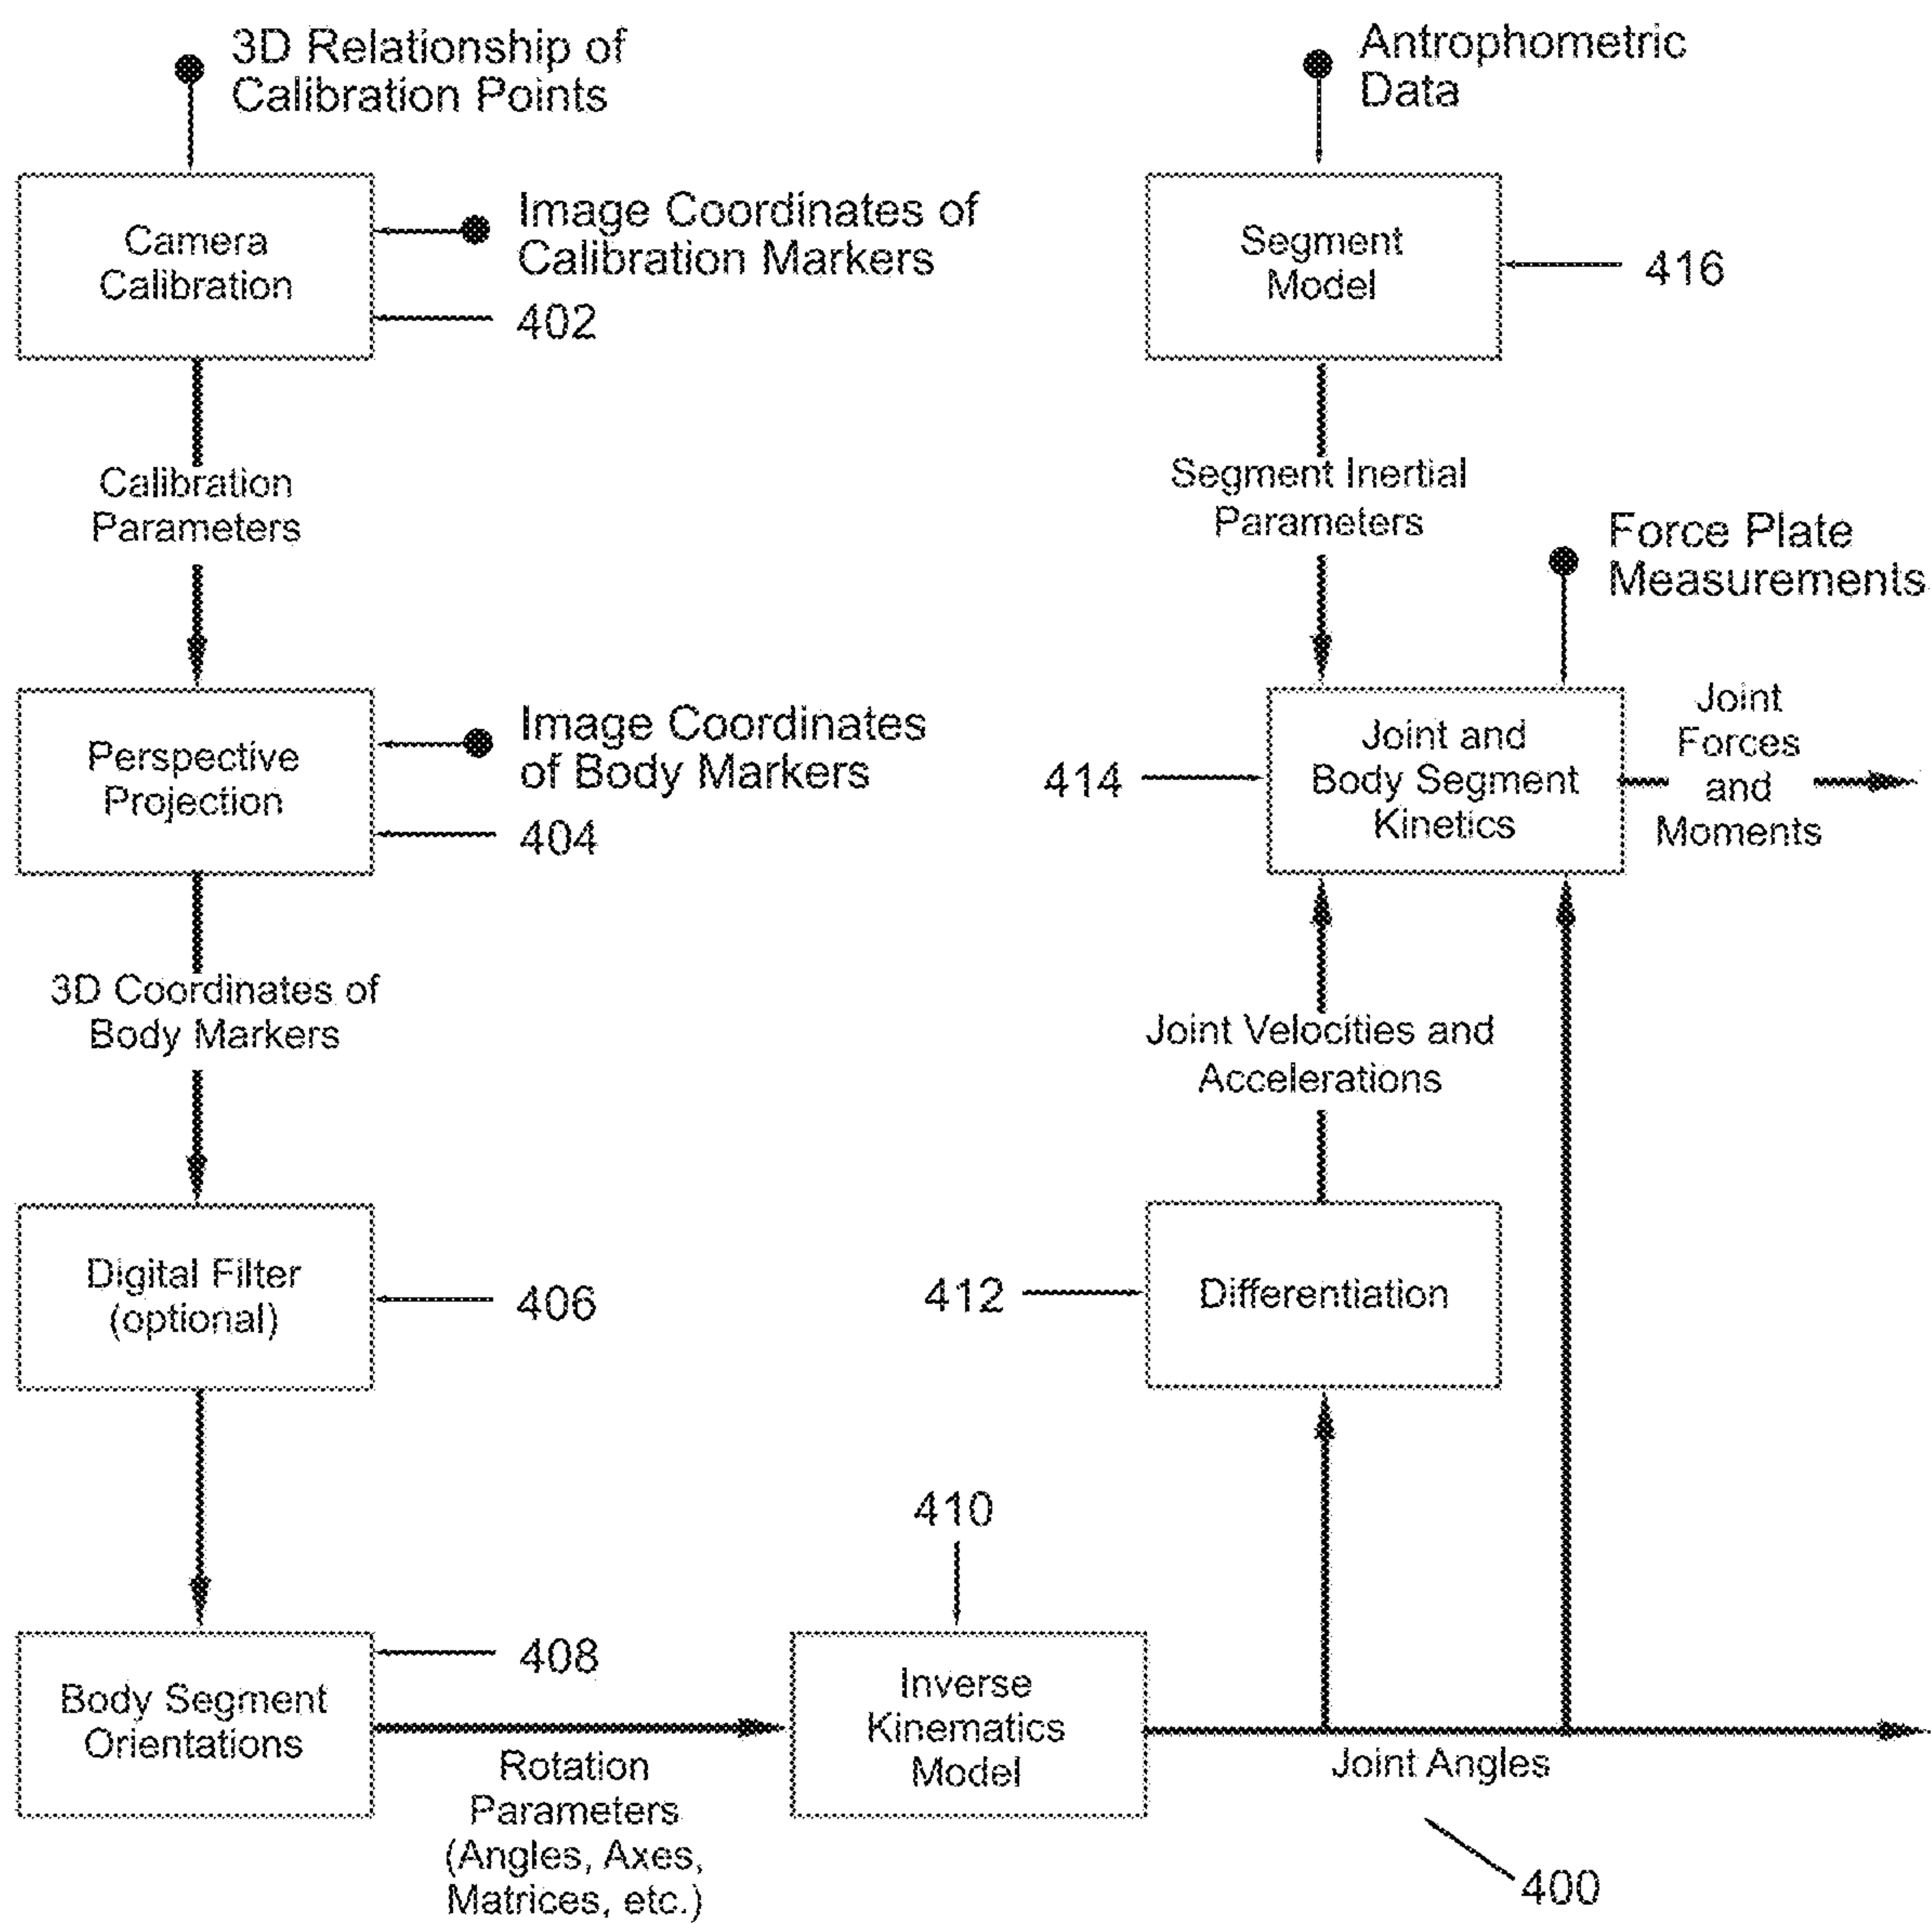 3D Relationship of
Calibration Points
Camera
Calibration
Image Coordinates of
Calibration Markers
402
Calibration
Parameters
Perspective
Projection
Image Coordinates
of Body Markers
404
3D Coordinates of
Body Markers
Digital Filter
(optional)
406
Body Segment
Orientations
408
Rotation
Parameters
(Angles, Axes,
Matrices, etc.)
410
Inverse
Kinematics
Model
Joint Angles
400
412
Differentiation
Joint Velocities and
Accelerations
Antrophometric
Data
Segment
Model
416
Segment Inertial
Parameters
Force Plate
Measurements
414
Joint and
Body Segment
Kinetics
Joint
Forces
and
Moments